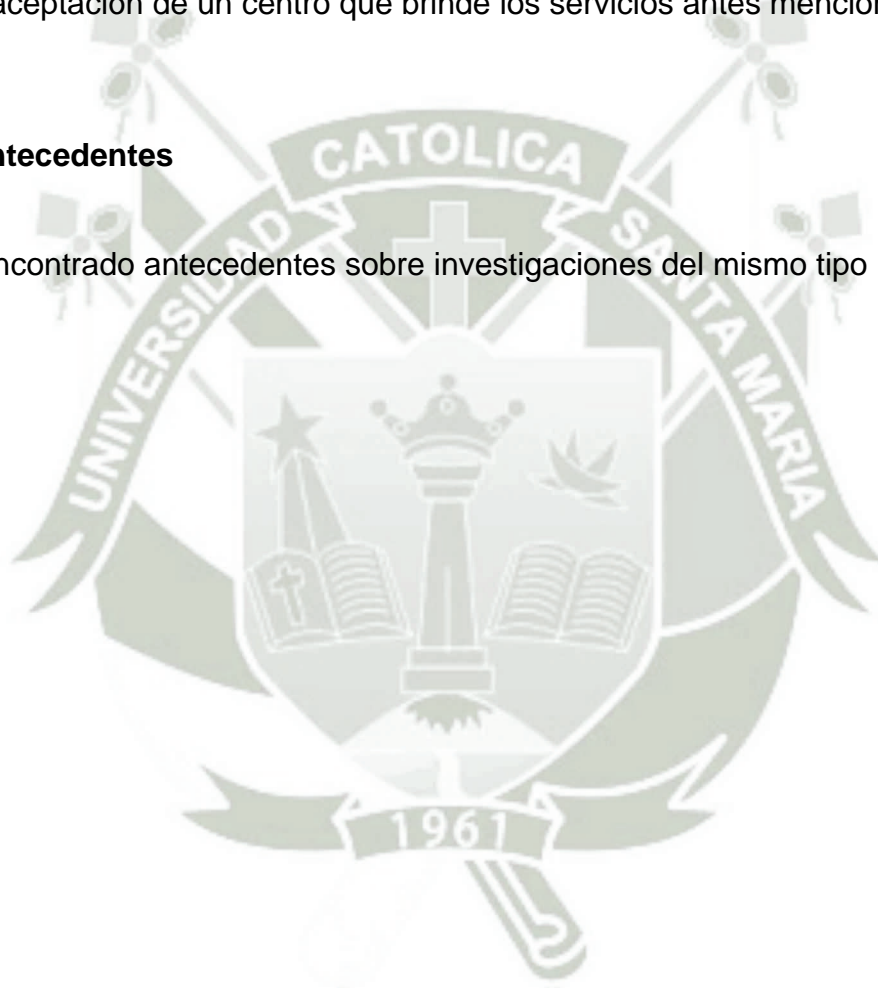 aceptación de un centro que brinde los servicios antes mencion
ntecedentes
ncontrado antecedentes sobre investigaciones del mismo tipo
UNIVERSIDAD CATOLICA SANTA MARIA
1961